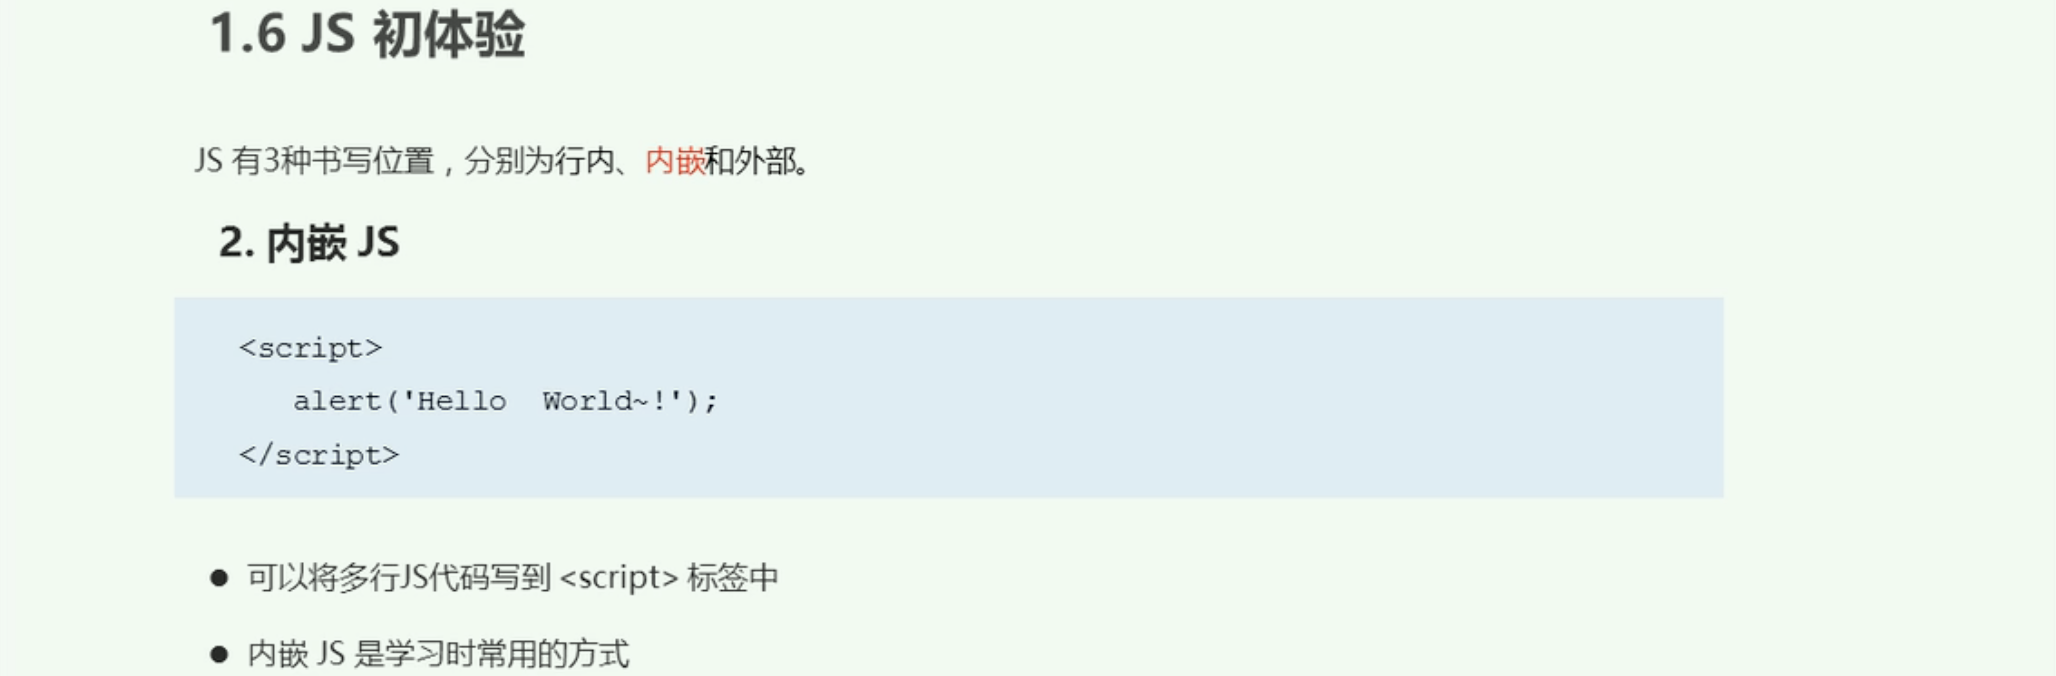 1.6 JS 初体验
JS 有3种书写位置，分别为行内、内嵌和外部。
2. 内嵌 JS
<script>
alert('Hello  World~!');
</script>
● 可以将多行JS代码写到 <script> 标签中
● 内嵌 JS 是学习时常用的方式